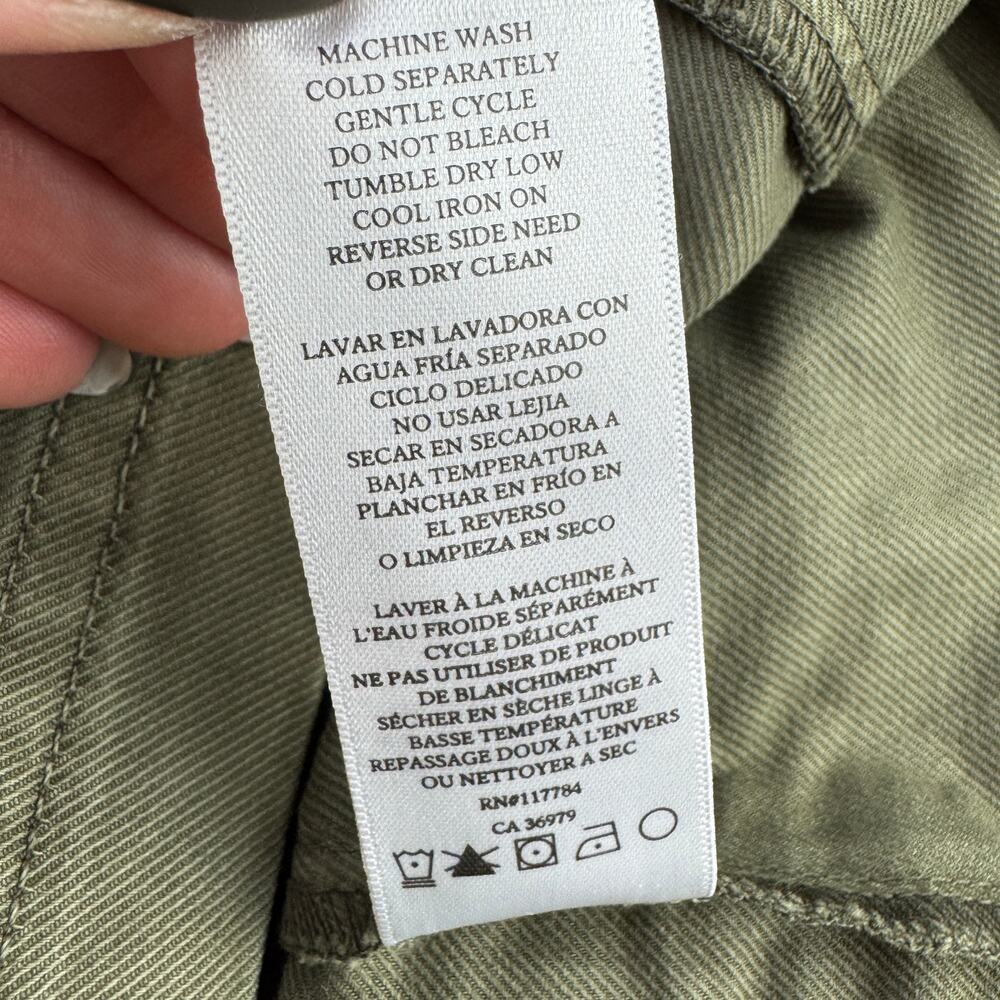 MACHINE WASH
COLD SEPARATELY
GENTLE CYCLE
DO NOT BLEACH
TUMBLE DRY LOW
COOL IRON ON
REVERSE SIDE NEED
OR DRY CLEAN
LAVAR EN LAVADORA CON
AGUA FRÍA SEPARADO
CICLO DELICADO
NO USAR LEJIA
SECAR EN SECADORA A
BAJA TEMPERATURA
PLANCHAR EN FRÍO EN
EL REVERSO
O LIMPIEZA EN SECO
LAVER À LA MACHINE À
L'EAU FROIDE SÉPARÉMENT
CYCLE DÉLICAT
NE PAS UTILISER DE PRODUIT
DE BLANCHIMENT
SÉCHER EN SÈCHE LINGE À
BASSE TEMPÉRATURE
REPASSAGE DOUX À L'ENVERS
OU NETTOYER A SEC
RN#117784
CA 36979